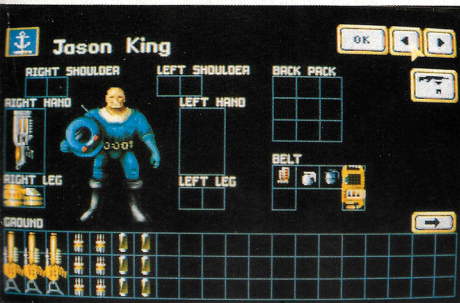 Jason King
OK
RIGHT SHOULDER
LEFT SHOULDER
BACK PACK
RIGHT HAND
LEFT HAND
BELT
RIGHT LEG
LEFT LEG
GROUND